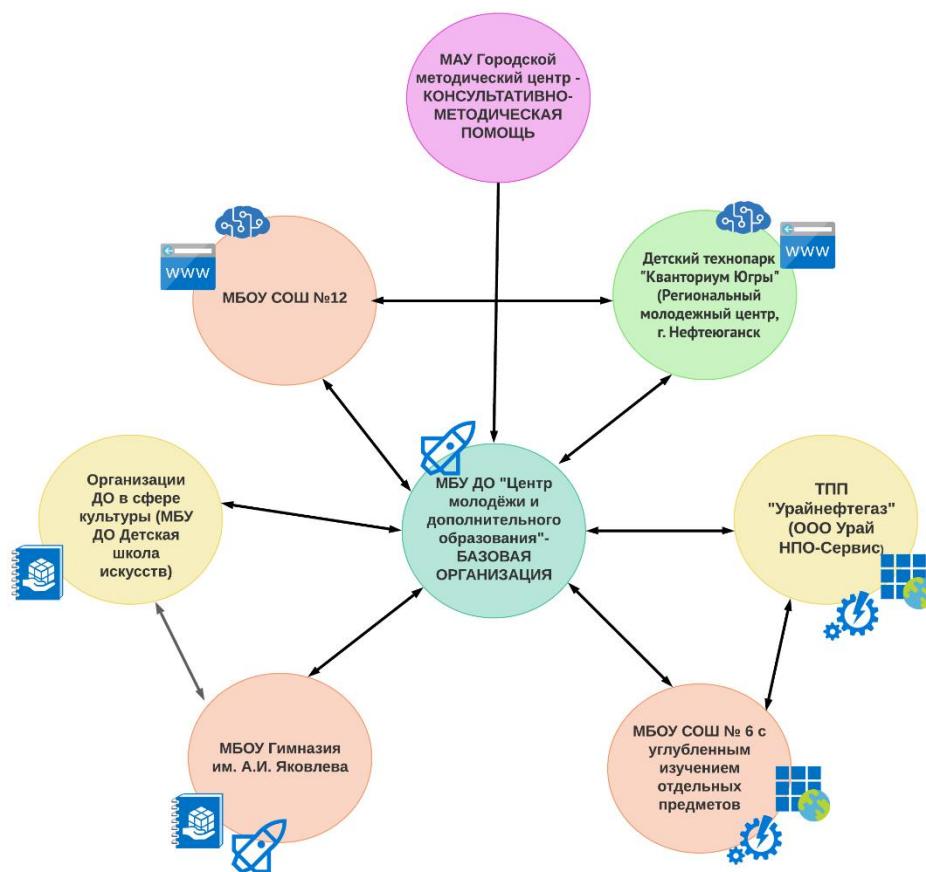 МАУ Городской
методический центр -
КОНСУЛЬТАТИВНО-
МЕТОДИЧЕСКАЯ
ПОМОЩЬ
www
МБОУ СОШ №12
www
Детский технопарк
"Кванториум Югры"
(Региональный
молодежный центр,
г. Нефтеюганск
Организации
ДО в сфере
культуры (МБУ
ДО Детская
школа
искусств)
МБУ ДО "Центр
молодёжи и
дополнительного
образования"-
БАЗОВАЯ
ОРГАНИЗАЦИЯ
ТПП
"Урайнефтегаз"
(ООО Урай
НПО-Сервис)
МБОУ Гимназия
им. А.И. Яковлева
МБОУ СОШ № 6 с
углубленным
изучением
отдельных
предметов